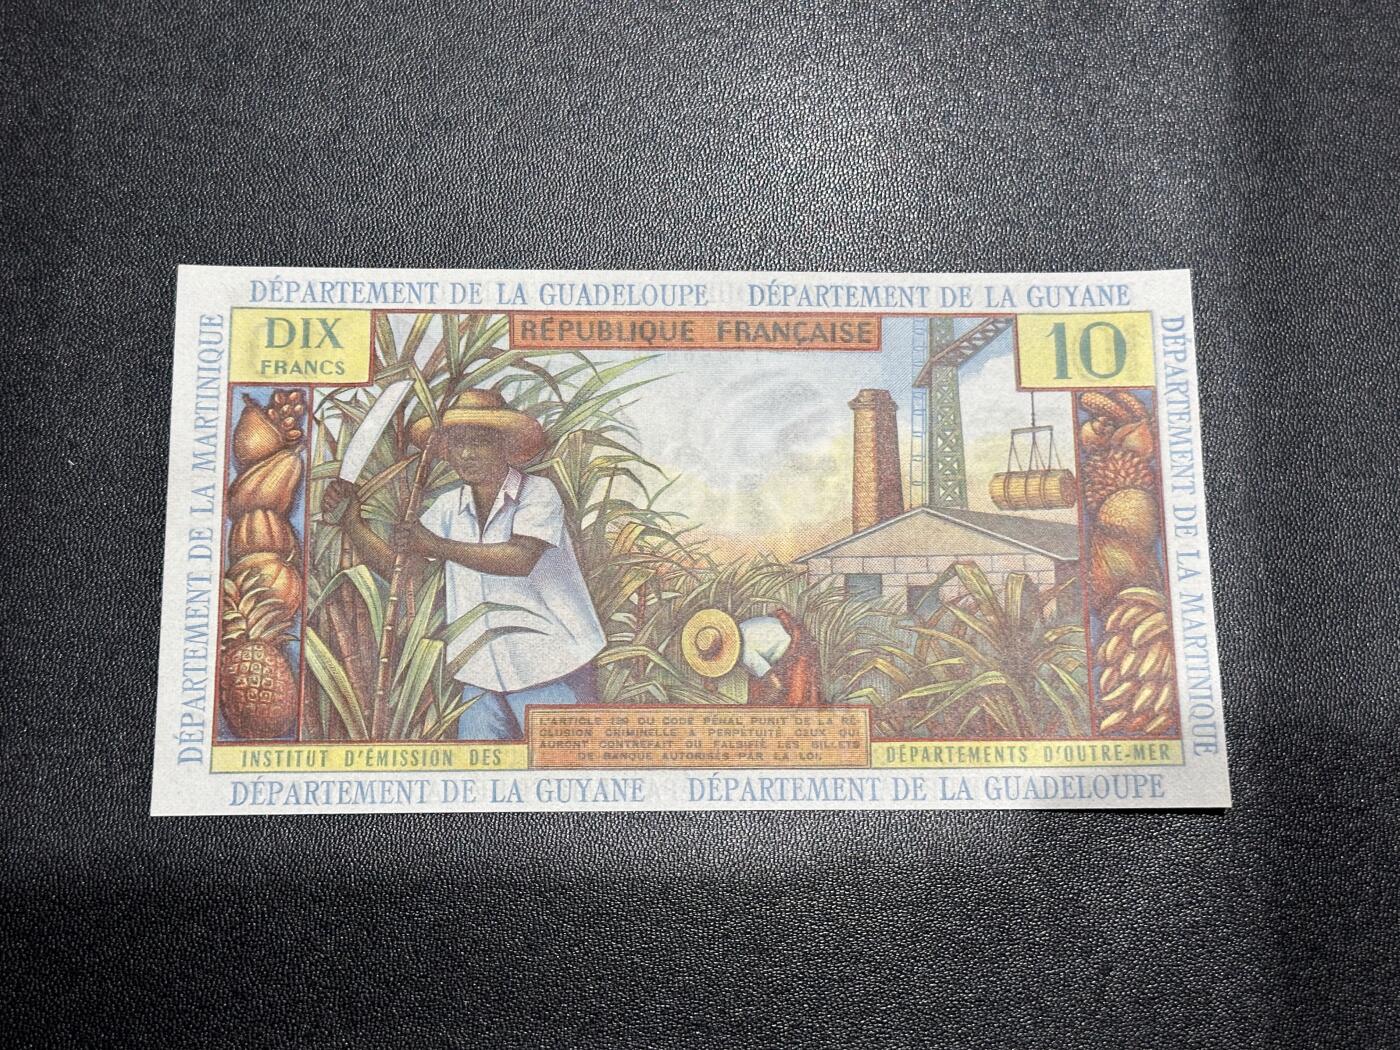 DÉPARTEMENT DE LA GUADELOUPE DÉPARTEMENT DE LA GUYANE
DIX
FRANCS
RÉPUBLIQUE FRANÇAISE
10
DÉPARTEMENT DE LA MARTINIQUE
DÉPARTEMENT DE LA MARTINIQUE
L'ARTICLE 139 DU CODE PÉNAL PUNIT DE LA RÉ
CLUSION CRIMINELLE A PERPÉTUITÉ CEUX QUI
AURONT CONTREFAIT OU FALSIFIÉ LES BILLETS
DE BANQUE AUTORISÉS PAR LA LOI.
INSTITUT D'ÉMISSION DES
DÉPARTEMENTS D'OUTRE-MER
DÉPARTEMENT DE LA GUYANE DÉPARTEMENT DE LA GUADELOUPE